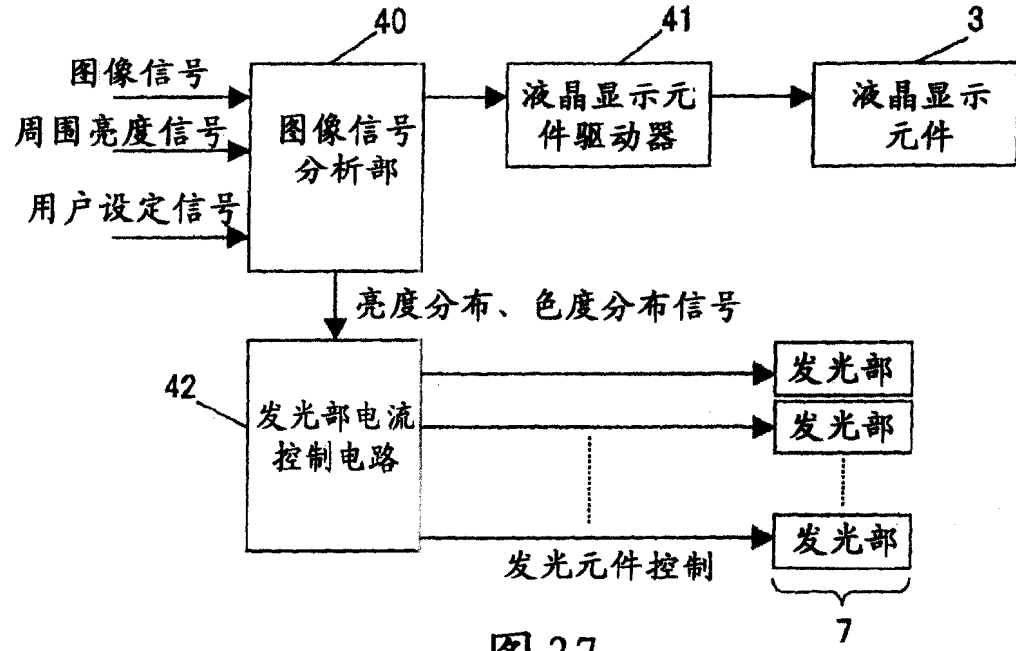 40
41
3
图像信号
周围亮度信号
用户设定信号
图像信号
分析部
液晶显示元
件驱动器
液晶显示
元件
亮度分布、色度分布信号
42
发光部电流
控制电路
发光部
发光部
发光部
发光元件控制
7
图 37